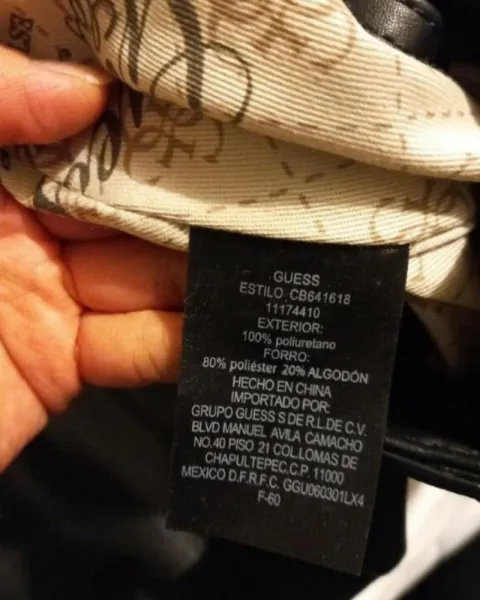 GUESS
ESTILO CB641618
11174410
EXTERIOR:
100% poliuretano
FORRO:
80% poliéster 20% ALGODÓN
HECHO EN CHINA
IMPORTADO POR:
GRUPO GUESS S DE R.L.DE C.V.
BLVD MANUEL AVILA CAMACHO
NO.40 PISO 21 COL LOMAS DE
CHAPULTEPEC.C.P. 11000
MEXICO D.F.R.F.C. GGU060301LX4
F-60